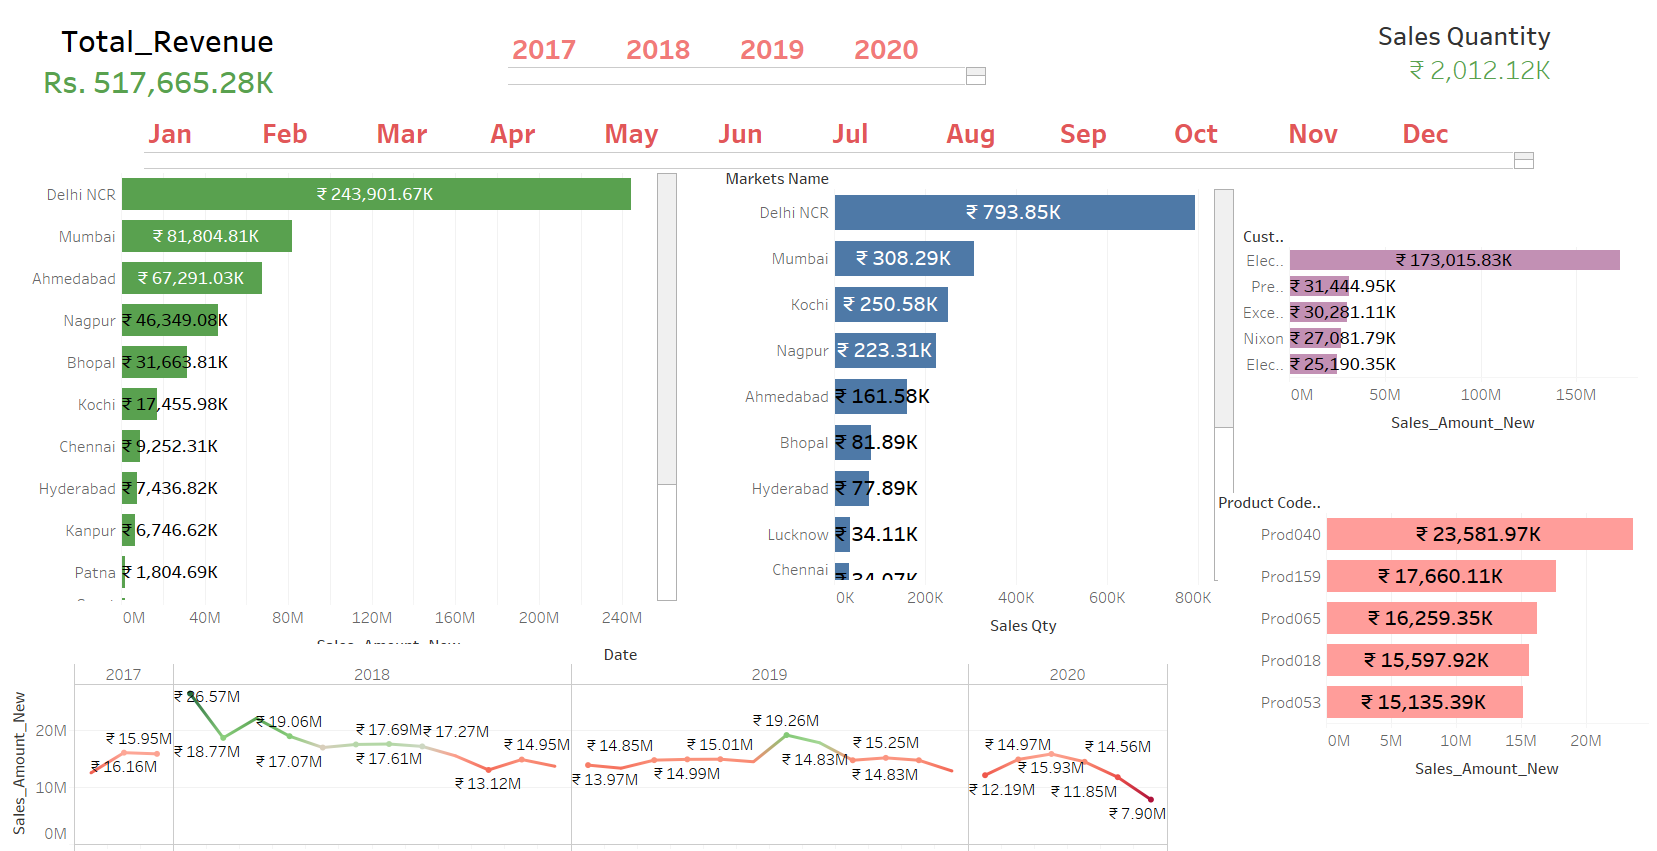 Total_Revenue
Rs. 517,665.28K
2017 2018 2019 2020
Sales Quantity
₹ 2,012.12K
Jan Feb Mar Apr May Jun Jul Aug Sep Oct Nov Dec
Delhi NCR ₹ 243,901.67K
Mumbai ₹ 81,804.81K
Ahmedabad ₹ 67,291.03K
Nagpur ₹ 46,349.08K
Bhopal ₹ 31,663.81K
Kochi ₹ 17,455.98K
Chennai ₹ 9,252.31K
Hyderabad ₹ 7,436.82K
Kanpur ₹ 6,746.62K
Patna ₹ 1,804.69K
0M 40M 80M 120M 160M 200M 240M
Sales_Amount_New
Markets Name
Delhi NCR ₹ 793.85K
Mumbai ₹ 308.29K
Kochi ₹ 250.58K
Nagpur ₹ 223.31K
Ahmedabad ₹ 161.58K
Bhopal ₹ 81.89K
Hyderabad ₹ 77.89K
Lucknow ₹ 34.11K
Chennai ₹ 34.07K
0K 200K 400K 600K 800K
Sales Qty
Cust..
Elec.. ₹ 173,015.83K
Pre.. ₹ 31,444.95K
Exce.. ₹ 30,281.11K
Nixon ₹ 27,081.79K
Elec.. ₹ 25,190.35K
0M 50M 100M 150M
Sales_Amount_New
Product Code..
Prod040 ₹ 23,581.97K
Prod159 ₹ 17,660.11K
Prod065 ₹ 16,259.35K
Prod018 ₹ 15,597.92K
Prod053 ₹ 15,135.39K
0M 5M 10M 15M 20M
Sales_Amount_New
Date
2017 2018 2019 2020
Sales_Amount_New
20M
10M
0M
₹ 15.95M
₹ 16.16M
₹ 26.57M
₹ 18.77M
₹ 19.06M
₹ 17.07M
₹ 17.69M
₹ 17.61M
₹ 17.27M
₹ 13.12M
₹ 14.95M
₹ 13.97M
₹ 14.85M
₹ 14.99M
₹ 15.01M
₹ 19.26M
₹ 14.83M
₹ 15.25M
₹ 14.83M
₹ 12.19M
₹ 14.97M
₹ 15.93M
₹ 14.56M
₹ 11.85M
₹ 7.90M